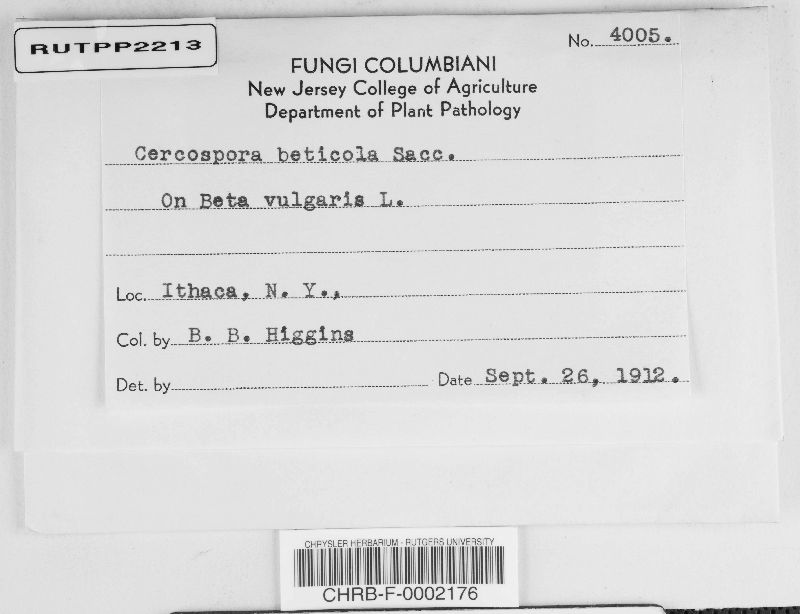 RUTPP2213
No. 4005.
FUNGI COLUMBIANI
New Jersey College of Agriculture
Department of Plant Pathology
Cercospora beticola Sacc.
On Beta vulgaris L.
Loc. Ithaca, N. Y.,
Col. by B. B. Higgins
Det. by
Date Sept. 26, 1912.
CHRYSLER HERBARIUM - RUTGERS UNIVERSITY
CHRB-F-0002176